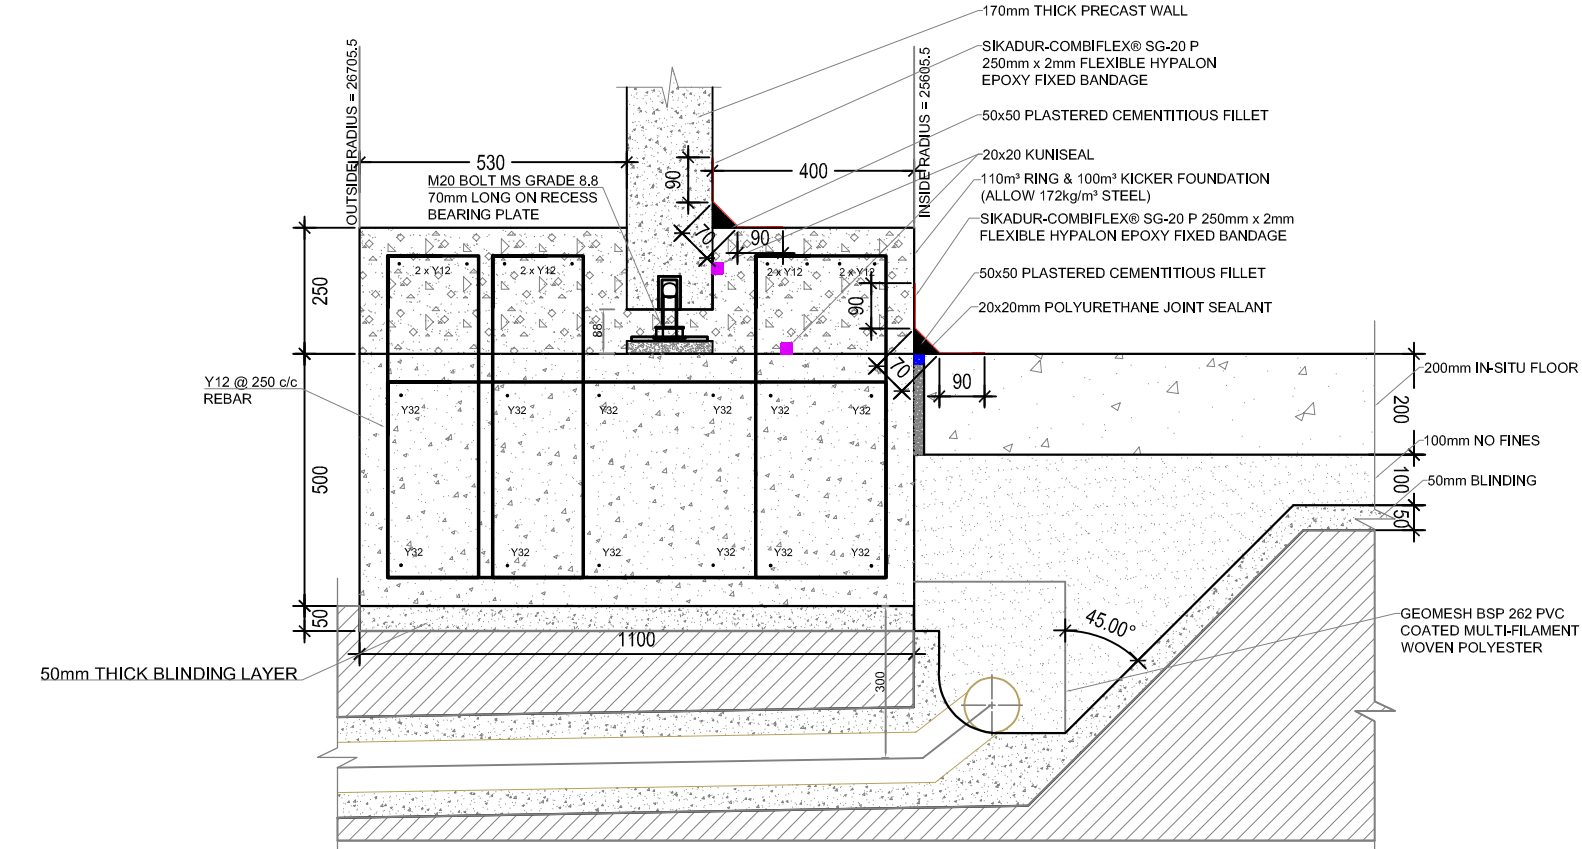 170mm THICK PRECAST WALL
SIKADUR-COMBIFLEX® SG-20 P
250mm x 2mm FLEXIBLE HYPALON
EPOXY FIXED BANDAGE
50x50 PLASTERED CEMENTITIOUS FILLET
20x20 KUNISEAL
110m³ RING & 100m³ KICKER FOUNDATION
(ALLOW 172kg/m³ STEEL)
SIKADUR-COMBIFLEX® SG-20 P 250mm x 2mm
FLEXIBLE HYPALON EPOXY FIXED BANDAGE
50x50 PLASTERED CEMENTITIOUS FILLET
20x20mm POLYURETHANE JOINT SEALANT
OUTSIDE RADIUS = 26705.5
INSIDE RADIUS = 25605.5
530
400
M20 BOLT MS GRADE 8.8
70mm LONG ON RECESS
BEARING PLATE
90
70
90
2 x Y12
2 x Y12
2 x Y12
2 x Y12
250
88
90
70
90
Y12 @ 250 c/c
REBAR
Y32
Y32
Y32
Y32
Y32
Y32
500
Y32
Y32
Y32
Y32
Y32
Y32
200mm IN-SITU FLOOR
200
100mm NO FINES
100
50mm BLINDING
50
50
1100
50mm THICK BLINDING LAYER
300
45.00°
GEOMESH BSP 262 PVC
COATED MULTI-FILAMENT
WOVEN POLYESTER